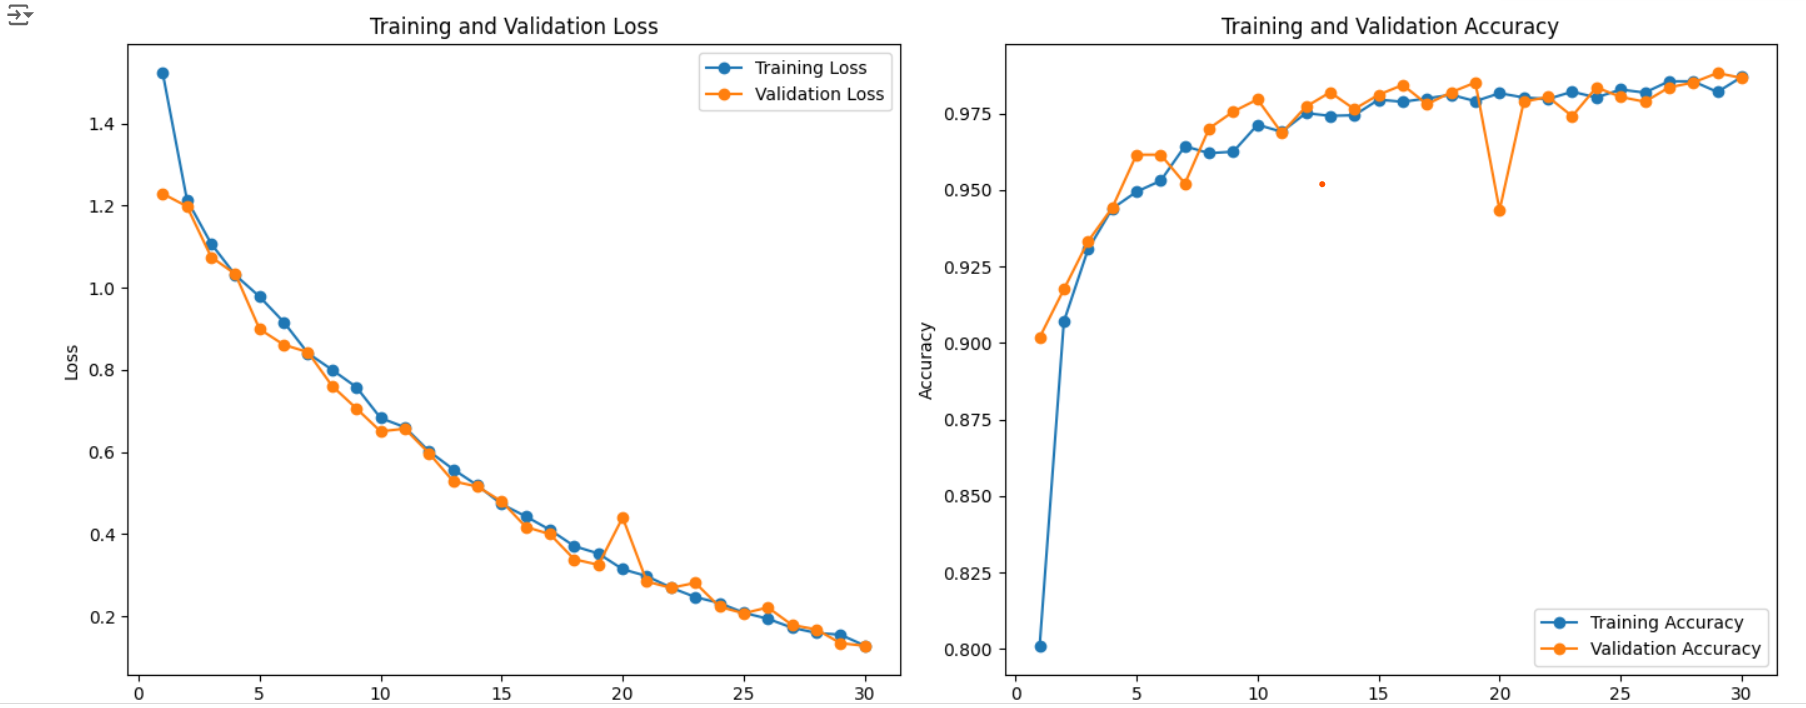 Training and Validation Loss
Training Loss
Validation Loss
1.4
1.2
1.0
0.8
0.6
0.4
0.2
Loss
0 5 10 15 20 25 30
Training and Validation Accuracy
0.975
0.950
0.925
0.900
0.875
0.850
0.825
0.800
Accuracy
Training Accuracy
Validation Accuracy
0 5 10 15 20 25 30